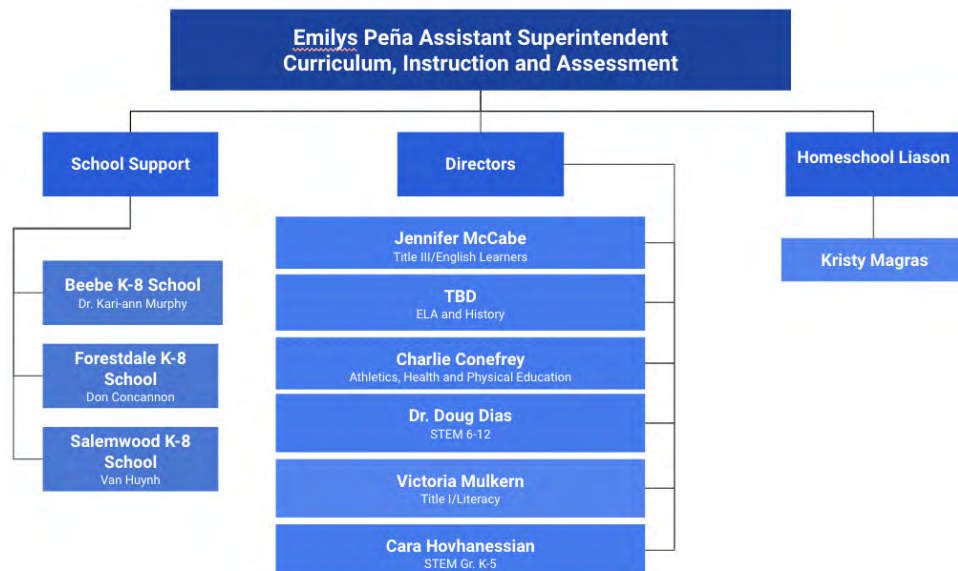 Emilys Peña Assistant Superintendent
Curriculum, Instruction and Assessment
School Support
Beebe K-8 School
Dr. Kari-ann Murphy
Forestdale K-8
School
Don Concannon
Salemwood K-8
School
Van Huynh
Directors
Jennifer McCabe
Title III/English Learners
TBD
ELA and History
Charlie Conefrey
Athletics, Health and Physical Education
Dr. Doug Dias
STEM 6-12
Victoria Mulkern
Title I/Literacy
Cara Hovhanessian
STEM Gr. K-5
Homeschool Liason
Kristy Magras